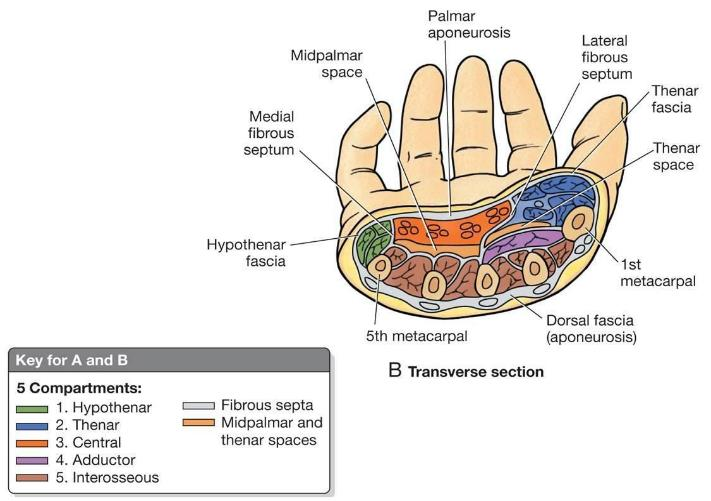 Palmar
aponeurosis
Midpalmar
space
Lateral
fibrous
septum
Thenar
fascia
Medial
fibrous
septum
Thenar
space
Hypothenar
fascia
1st
metacarpal
5th metacarpal
Dorsal fascia
(aponeurosis)
B Transverse section
Key for A and B
5 Compartments:
1. Hypothenar
2. Thenar
3. Central
4. Adductor
5. Interosseous
Fibrous septa
Midpalmar and
thenar spaces